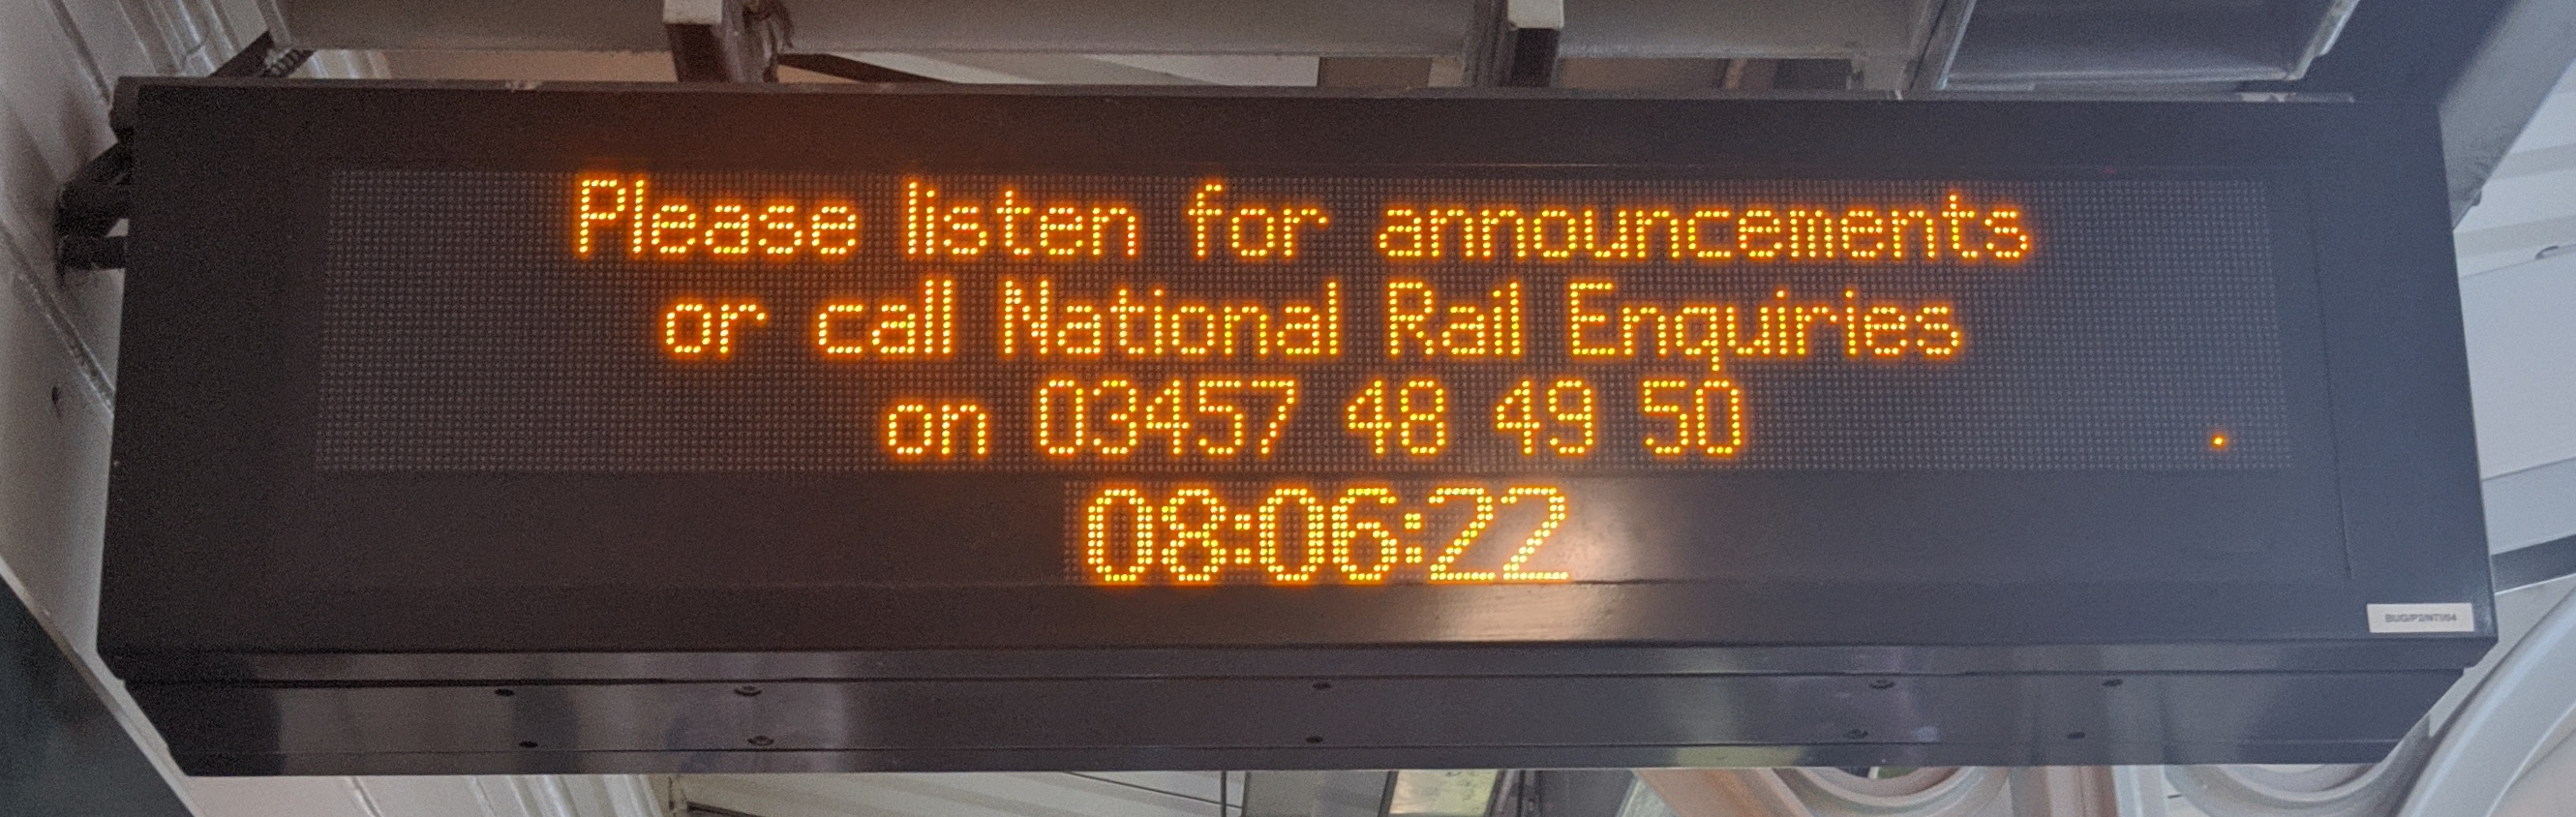 Please listen for announcements
or call National Rail Enquiries
on 03457 48 49 50
08:06:22